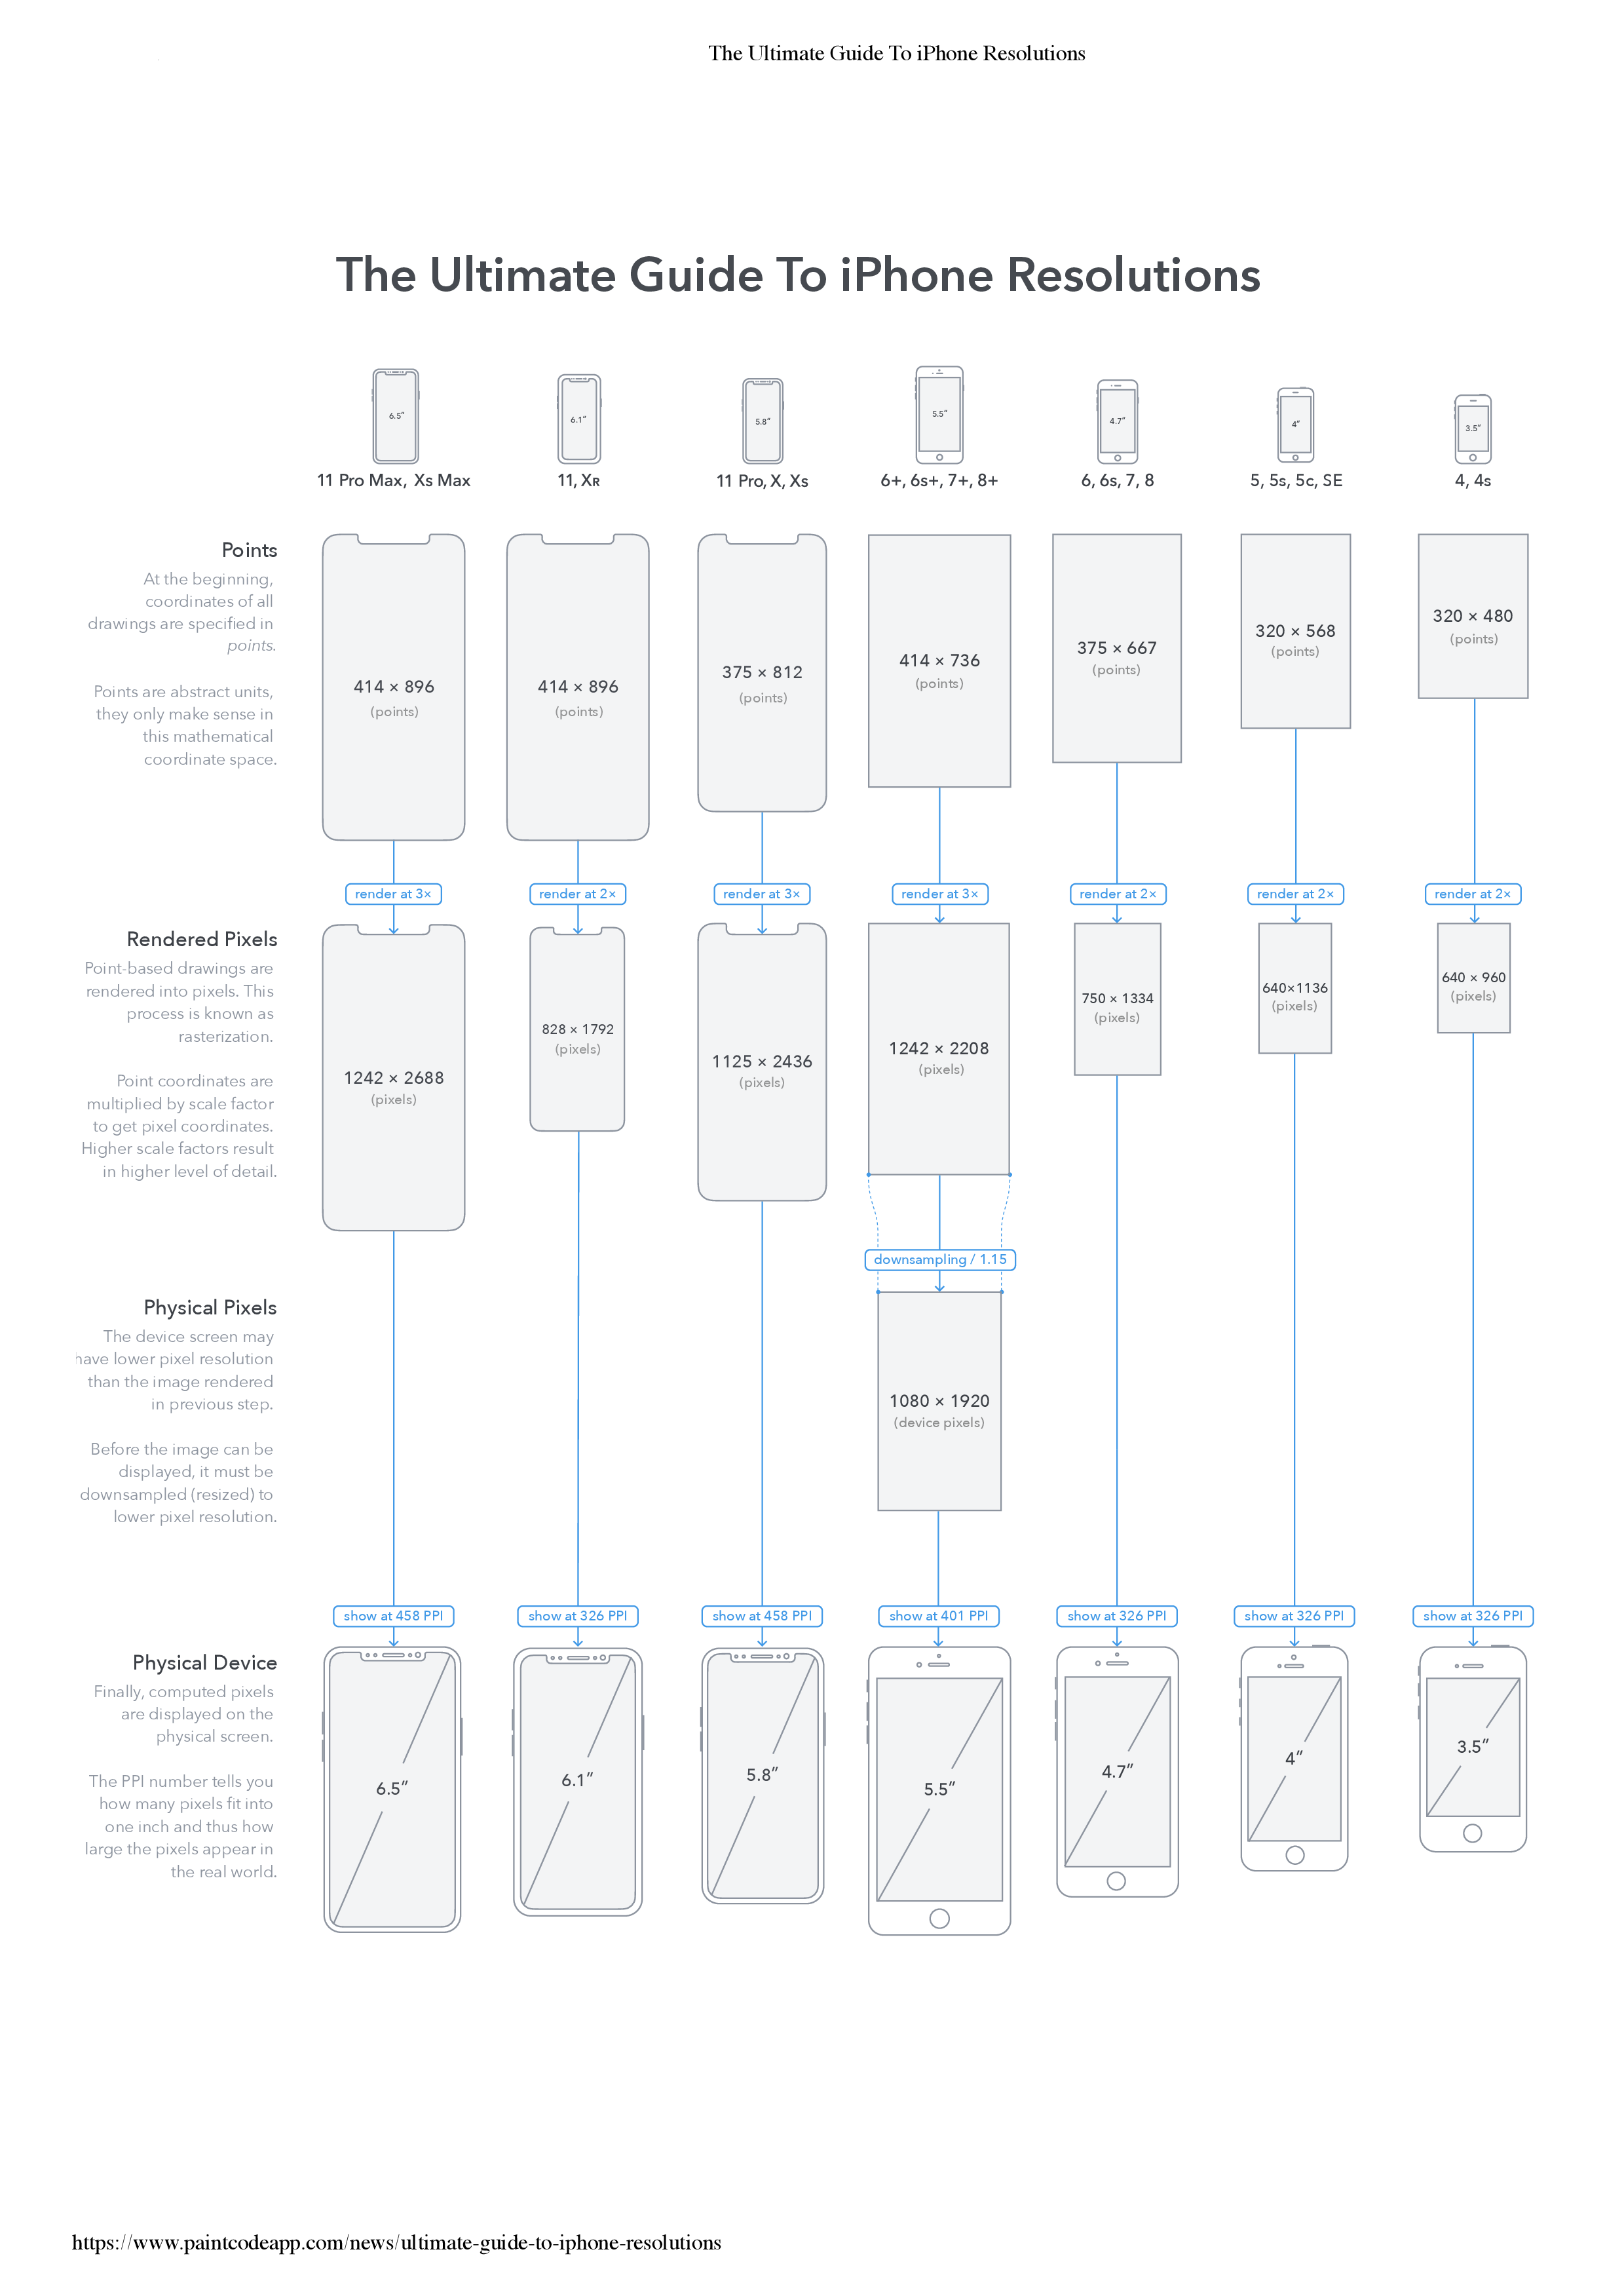 The Ultimate Guide To iPhone Resolutions
The Ultimate Guide To iPhone Resolutions
6.5″
6.1″
5.8″
5.5″
4.7″
4″
3.5″
11 Pro Max, Xs Max
11, XR
11 Pro, X, Xs
6+, 6s+, 7+, 8+
6, 6s, 7, 8
5, 5s, 5c, SE
4, 4s
Points
At the beginning,
coordinates of all
drawings are specified in
points.
Points are abstract units,
they only make sense in
this mathematical
coordinate space.
414 × 896
(points)
414 × 896
(points)
375 × 812
(points)
414 × 736
(points)
375 × 667
(points)
320 × 568
(points)
320 × 480
(points)
render at 3×
render at 2×
render at 3×
render at 3×
render at 2×
render at 2×
render at 2×
Rendered Pixels
Point-based drawings are
rendered into pixels. This
process is known as
rasterization.
Point coordinates are
multiplied by scale factor
to get pixel coordinates.
Higher scale factors result
in higher level of detail.
1242 × 2688
(pixels)
828 × 1792
(pixels)
1125 × 2436
(pixels)
1242 × 2208
(pixels)
750 × 1334
(pixels)
640×1136
(pixels)
640 × 960
(pixels)
downsampling / 1.15
Physical Pixels
The device screen may
have lower pixel resolution
than the image rendered
in previous step.
Before the image can be
displayed, it must be
downsampled (resized) to
lower pixel resolution.
1080 × 1920
(device pixels)
show at 458 PPI
show at 326 PPI
show at 458 PPI
show at 401 PPI
show at 326 PPI
show at 326 PPI
show at 326 PPI
Physical Device
Finally, computed pixels
are displayed on the
physical screen.
The PPI number tells you
how many pixels fit into
one inch and thus how
large the pixels appear in
the real world.
6.5″
6.1″
5.8″
5.5″
4.7″
4″
3.5″
https://www.paintcodeapp.com/news/ultimate-guide-to-iphone-resolutions